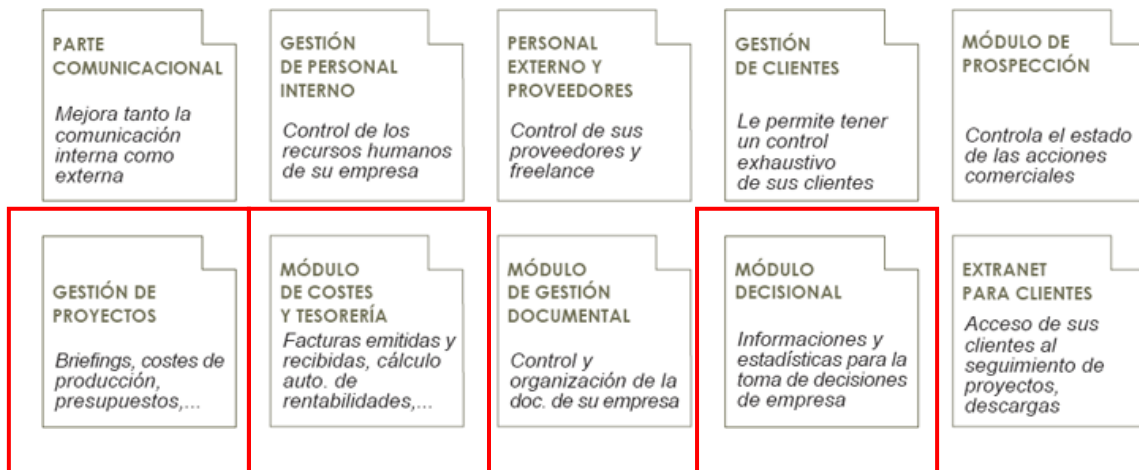 PARTE
COMUNICACIONAL
Mejora tanto la
comunicación
interna como
externa
GESTIÓN
DE PERSONAL
INTERNO
Control de los
recursos humanos
de su empresa
PERSONAL
EXTERNO Y
PROVEEDORES
Control de sus
proveedores y
freelance
GESTIÓN
DE CLIENTES
Le permite tener
un control
exhaustivo
de sus clientes
MÓDULO DE
PROSPECCIÓN
Controla el estado
de las acciones
comerciales
GESTIÓN DE
PROYECTOS
Briefings, costes de
producción,
presupuestos,...
MÓDULO
DE COSTES
Y TESORERÍA
Facturas emitidas y
recibidas, cálculo
auto. de
rentabilidades,...
MÓDULO
DE GESTIÓN
DOCUMENTAL
Control y
organización de la
doc. de su empresa
MÓDULO
DECISIONAL
Informaciones y
estadísticas para la
toma de decisiones
de empresa
EXTRANET
PARA CLIENTES
Acceso de sus
clientes al
seguimiento de
proyectos,
descargas